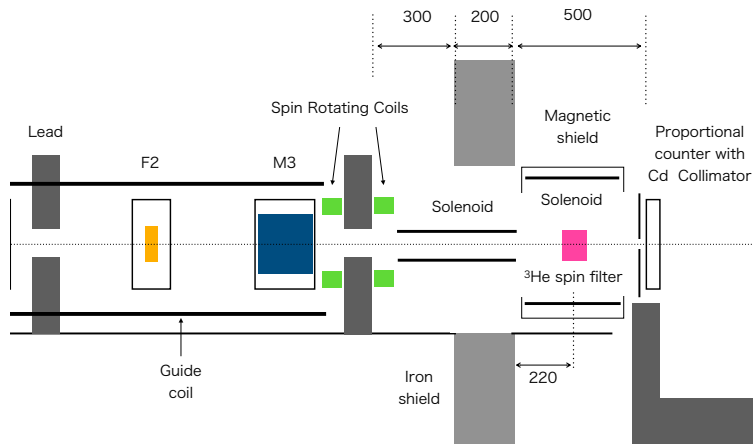 300
200
500
Spin Rotating Coils
Magnetic
shield
Lead
F2
M3
Proportional
counter with
Cd  Collimator
Solenoid
Solenoid
³He spin filter
Guide
coil
Iron
shield
220